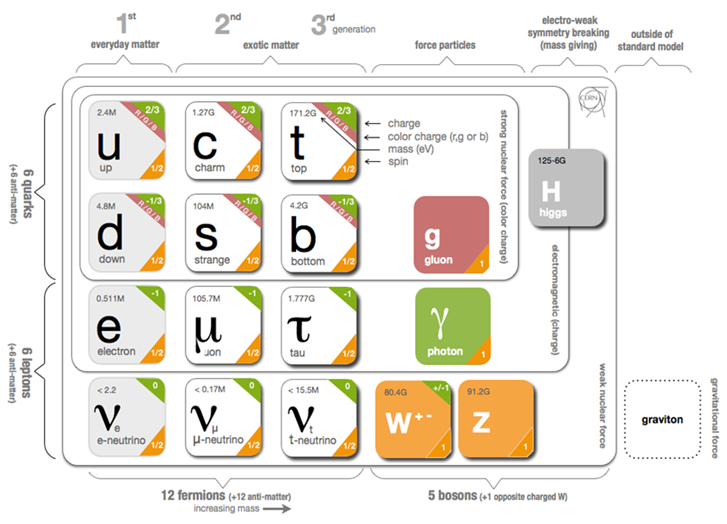 1st
2nd
3rd generation
everyday matter
exotic matter
force particles
electro-weak
symmetry breaking
(mass giving)
outside of
standard model
6 quarks
(+6 anti-matter)
6 leptons
(+6 anti-matter)
2.4M
2/3
R/G/B
u
up
1/2
1.27G
2/3
R/G/B
c
charm
1/2
171.2G
2/3
R/G/B
t
top
1/2
charge
color charge (r,g or b)
mass (eV)
spin
strong nuclear force (color charge)
CERN
125-6G
H
higgs
4.8M
-1/3
R/G/B
d
down
1/2
104M
-1/3
R/G/B
s
strange
1/2
4.2G
-1/3
R/G/B
b
bottom
1/2
g
gluon
1
electromagnetic (charge)
0.511M
-1
e
electron
1/2
105.7M
-1
μ
uon
1/2
1.777G
-1
τ
tau
1/2
γ
photon
1
weak nuclear force
< 2.2
0
νe
e-neutrino
1/2
< 0.17M
0
νμ
μ-neutrino
1/2
< 15.5M
0
νt
t-neutrino
1/2
80.4G
+/-1
W+-
1
91.2G
Z
1
graviton
gravitational force
12 fermions (+12 anti-matter)
increasing mass
5 bosons (+1 opposite charged W)